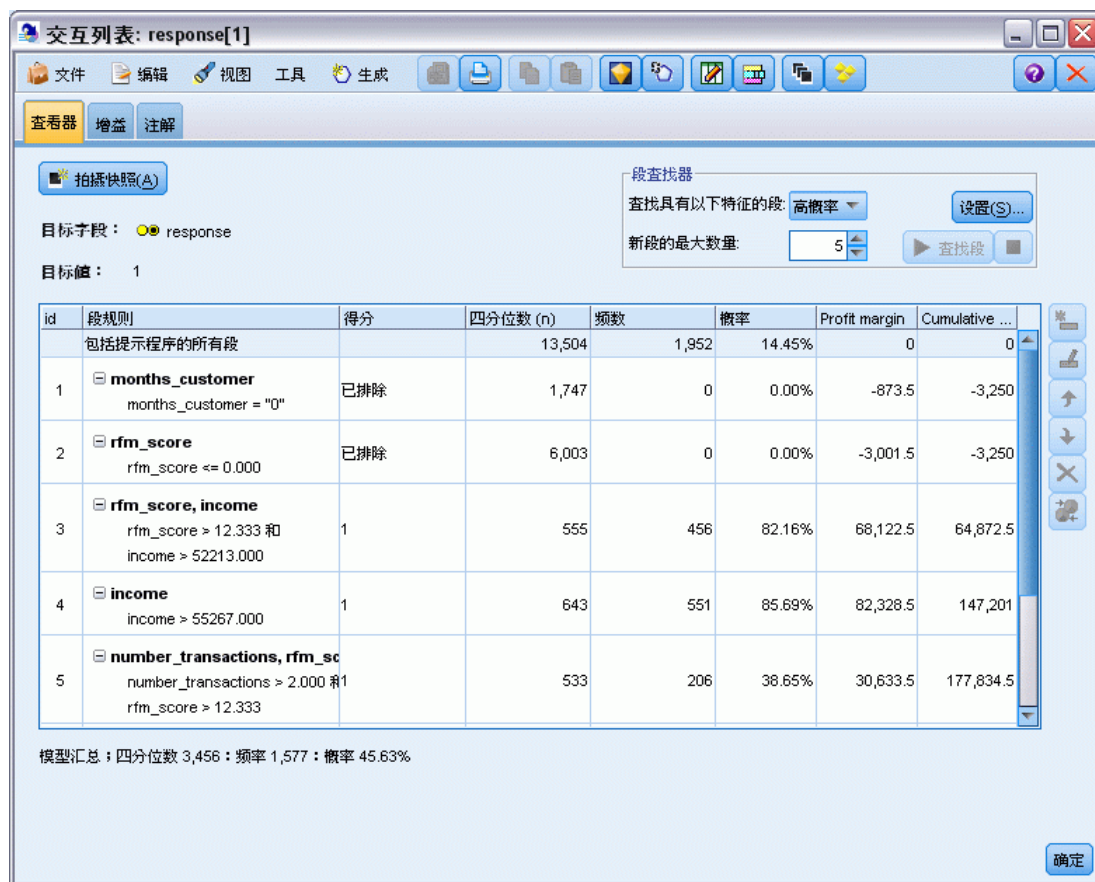 交互列表: response[1]
文件 编辑 视图 工具 生成
查看器 增益 注解
拍摄快照(A)
段查找器
查找具有以下特征的段: 高概率 设置(S)...
新段的最大数量: 5 查找段
目标字段： response
目标值： 1
id 段规则 得分 四分位数 (n) 频数 概率 Profit margin Cumulative ...
包括提示程序的所有段 13,504 1,952 14.45% 0 0
months_customer
1 已排除 1,747 0 0.00% -873.5 -3,250
months_customer = "0"
rfm_score
2 已排除 6,003 0 0.00% -3,001.5 -3,250
rfm_score <= 0.000
rfm_score, income
3 rfm_score > 12.333 和 1 555 456 82.16% 68,122.5 64,872.5
income > 52213.000
income
4 1 643 551 85.69% 82,328.5 147,201
income > 55267.000
number_transactions, rfm_sc
5 number_transactions > 2.000 和 1 533 206 38.65% 30,633.5 177,834.5
rfm_score > 12.333
模型汇总；四分位数 3,456：频率 1,577：概率 45.63%
确定